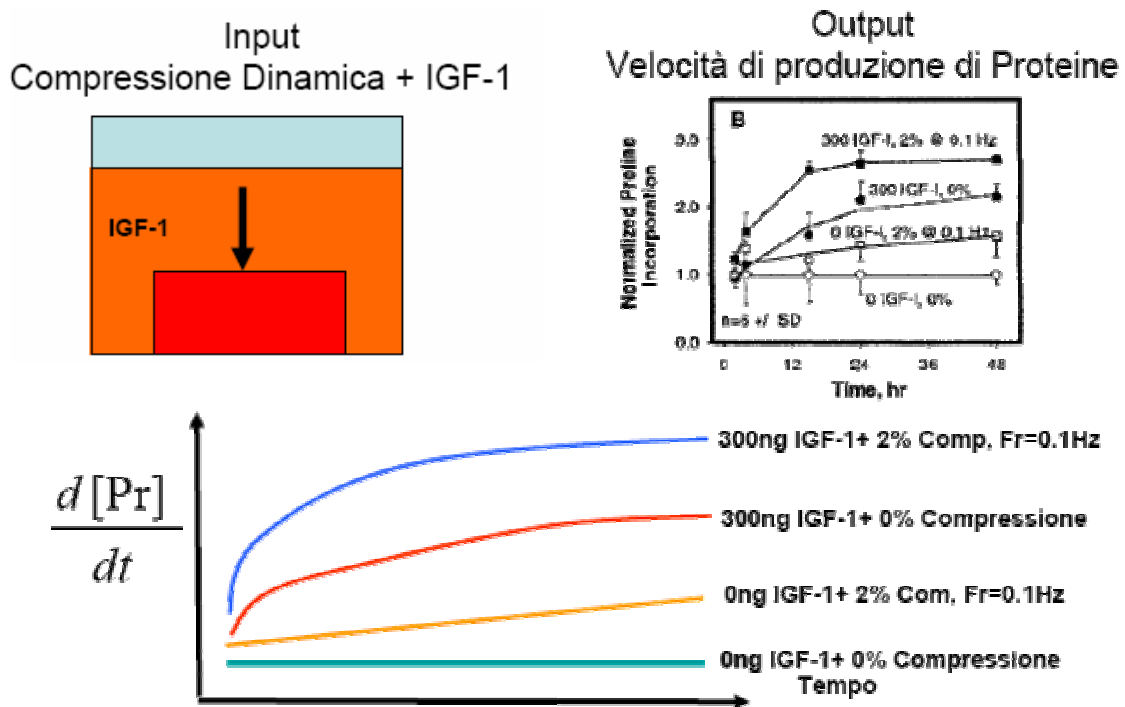 Input
Compressione Dinamica + IGF-1
IGF-1
Output
Velocità di produzione di Proteine
B
Normalized Proline
Incorporation
3.0
2.0
1.0
0.0
300 IGF-I, 2% @ 0.1 Hz
300 IGF-I, 0%
0 IGF-I, 2% @ 0.1 Hz
0 IGF-I, 0%
n=6 +/ SD
0
12
24
36
48
Time, hr
d [Pr]
dt
300ng IGF-1+ 2% Comp, Fr=0.1Hz
300ng IGF-1+ 0% Compressione
0ng IGF-1+ 2% Com, Fr=0.1Hz
0ng IGF-1+ 0% Compressione
Tempo